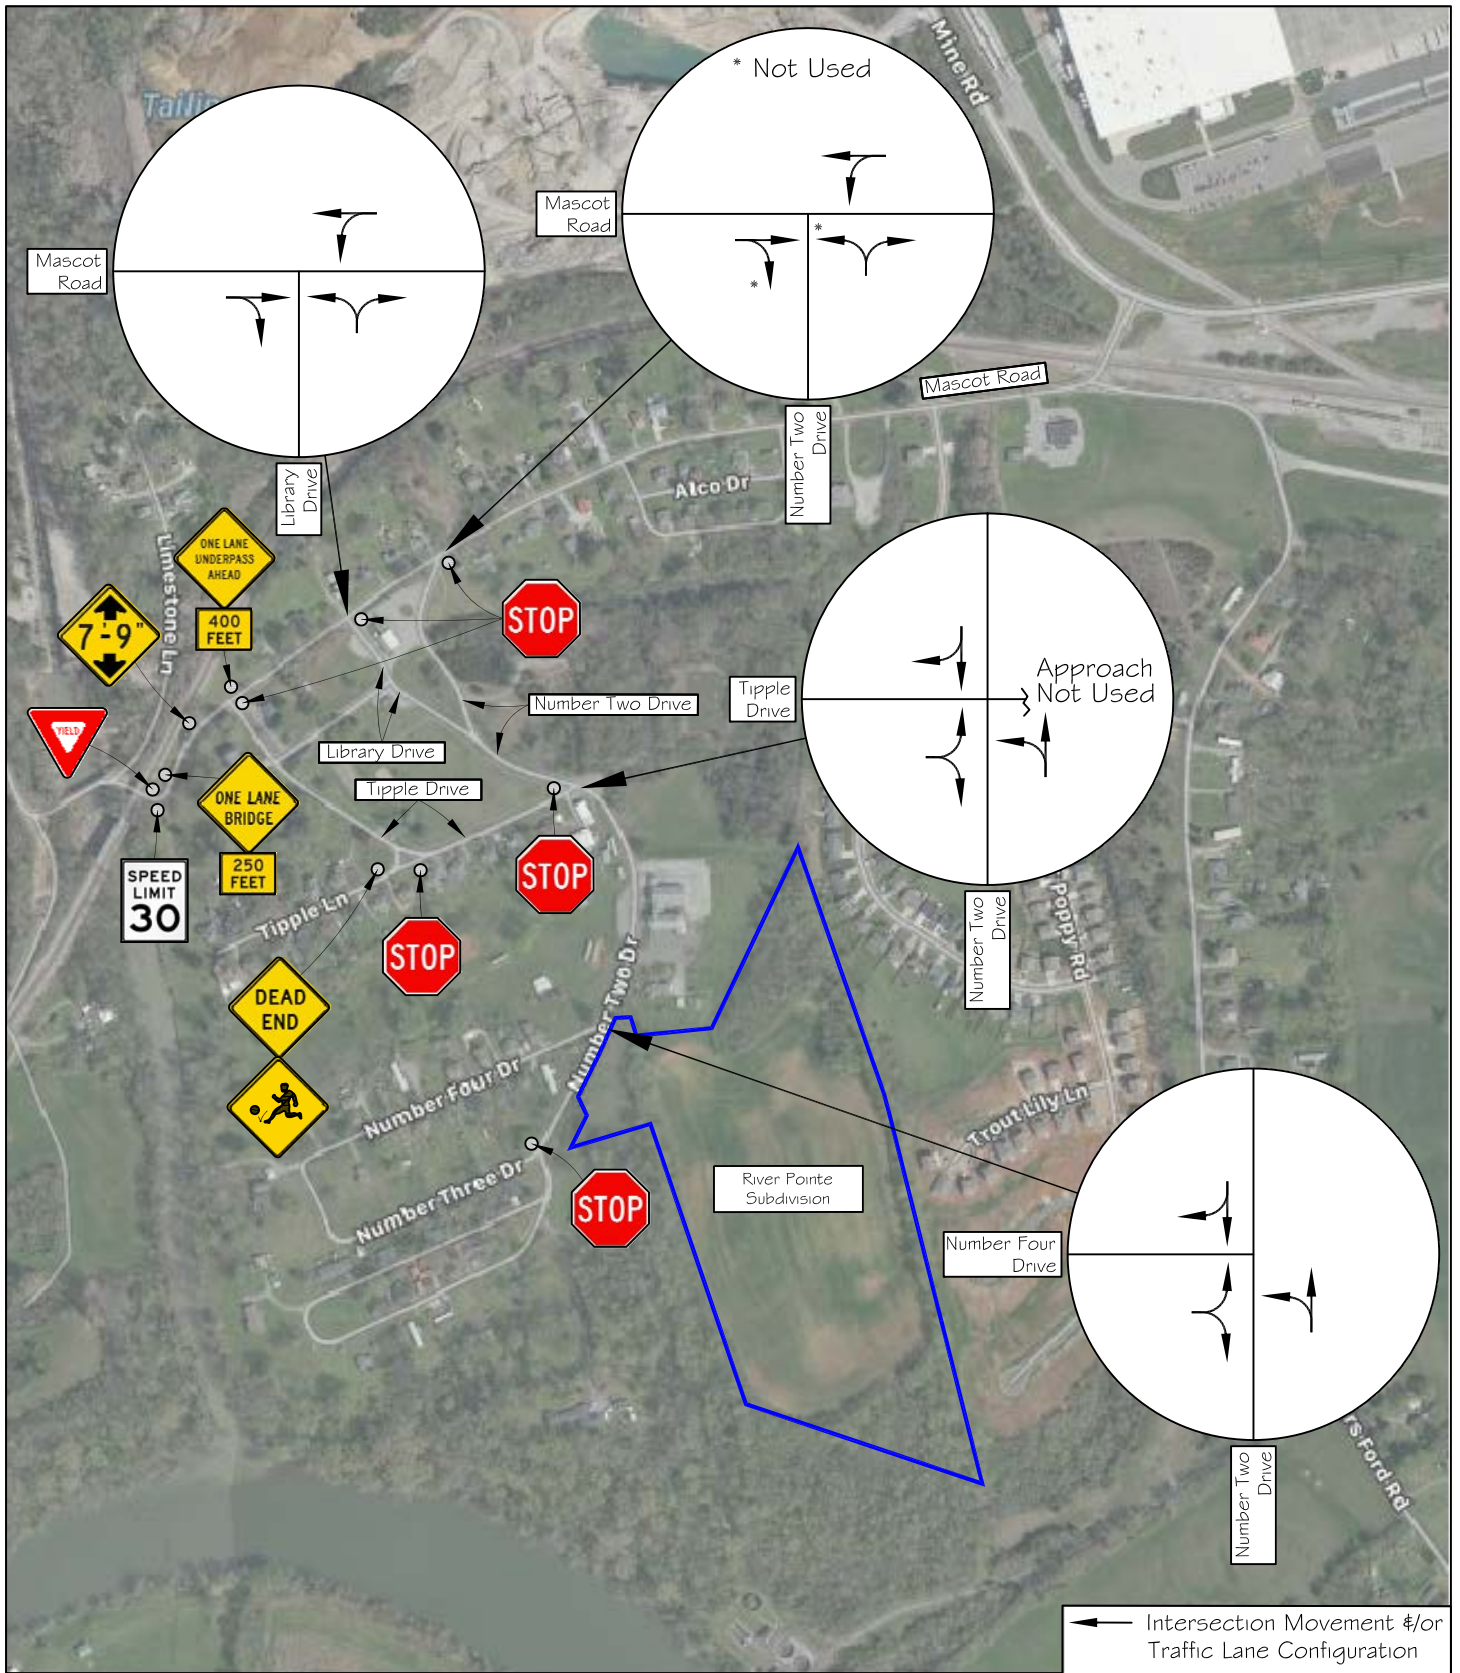 * Not Used
Mine Rd
Mascot
Road
*
*
Mascot
Road
Mascot Road
Number Two
Drive
Library
Drive
Alco Dr
Limestone Ln
ONE LANE
UNDERPASS
AHEAD
400
FEET
7'-9"
STOP
YIELD
Number Two Drive
Library Drive
Tipple Drive
Tipple
Drive
Approach
Not Used
Number Two
Drive
ONE LANE
BRIDGE
250
FEET
SPEED
LIMIT
30
STOP
Tipple Ln
STOP
DEAD
END
Poppy Rd
Number Two Dr
Number Four Dr
Trout Lily Ln
Number Three Dr
STOP
River Pointe
Subdivision
Number Four
Drive
Number Two
Drive
rs Ford Rd
Intersection Movement &/or
Traffic Lane Configuration